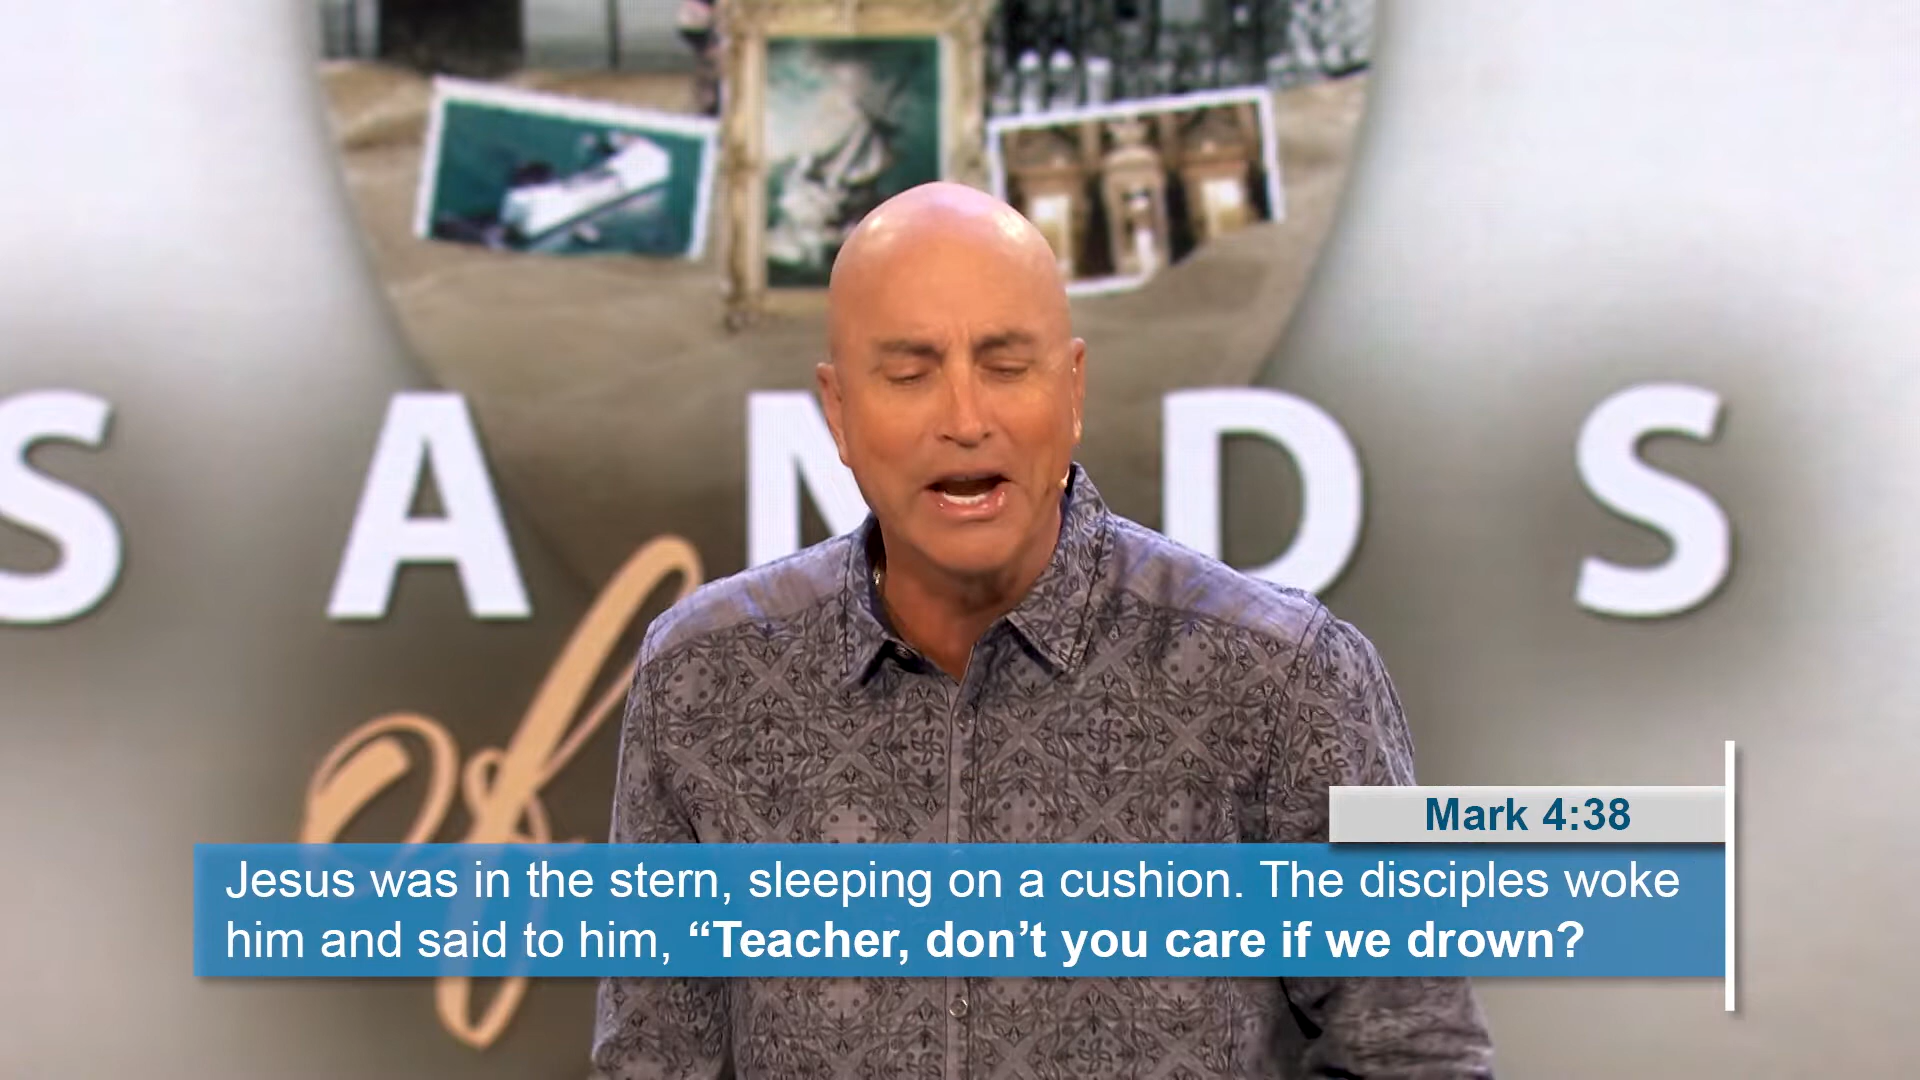 SANDS
of
Mark 4:38
Jesus was in the stern, sleeping on a cushion. The disciples woke
him and said to him, “Teacher, don’t you care if we drown?